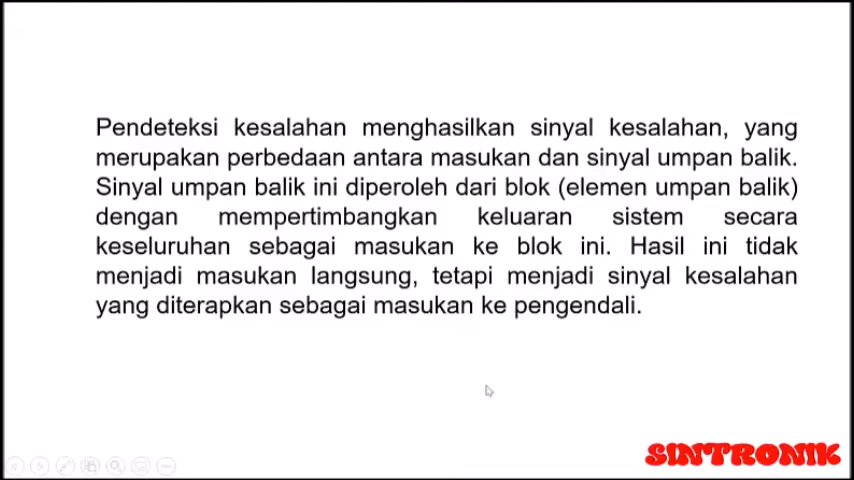 Pendeteksi kesalahan menghasilkan sinyal kesalahan, yang
merupakan perbedaan antara masukan dan sinyal umpan balik.
Sinyal umpan balik ini diperoleh dari blok (elemen umpan balik)
dengan mempertimbangkan keluaran sistem secara
keseluruhan sebagai masukan ke blok ini. Hasil ini tidak
menjadi masukan langsung, tetapi menjadi sinyal kesalahan
yang diterapkan sebagai masukan ke pengendali.
SINTRONIK